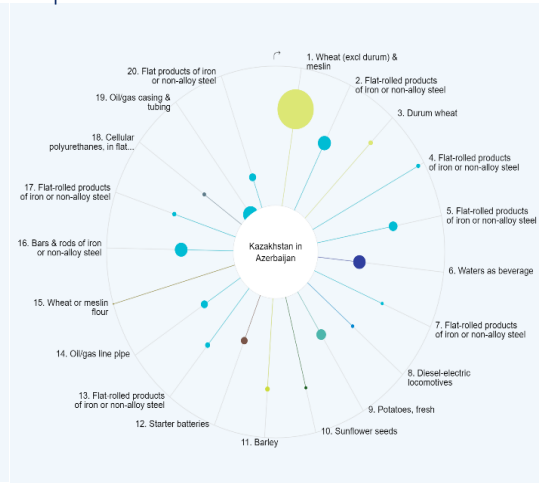 1. Wheat (excl durum) &
meslin
2. Flat-rolled products
of iron or non-alloy steel
3. Durum wheat
4. Flat-rolled products
of iron or non-alloy steel
5. Flat-rolled products
of iron or non-alloy steel
6. Waters as beverage
7. Flat-rolled products
of iron or non-alloy steel
8. Diesel-electric
locomotives
9. Potatoes, fresh
10. Sunflower seeds
11. Barley
12. Starter batteries
13. Flat-rolled products
of iron or non-alloy steel
14. Oil/gas line pipe
15. Wheat or meslin
flour
16. Bars & rods of iron
or non-alloy steel
17. Flat-rolled products
of iron or non-alloy steel
18. Cellular
polyurethanes, in flat...
19. Oil/gas casing &
tubing
20. Flat products of iron
or non-alloy steel
Kazakhstan in
Azerbaijan